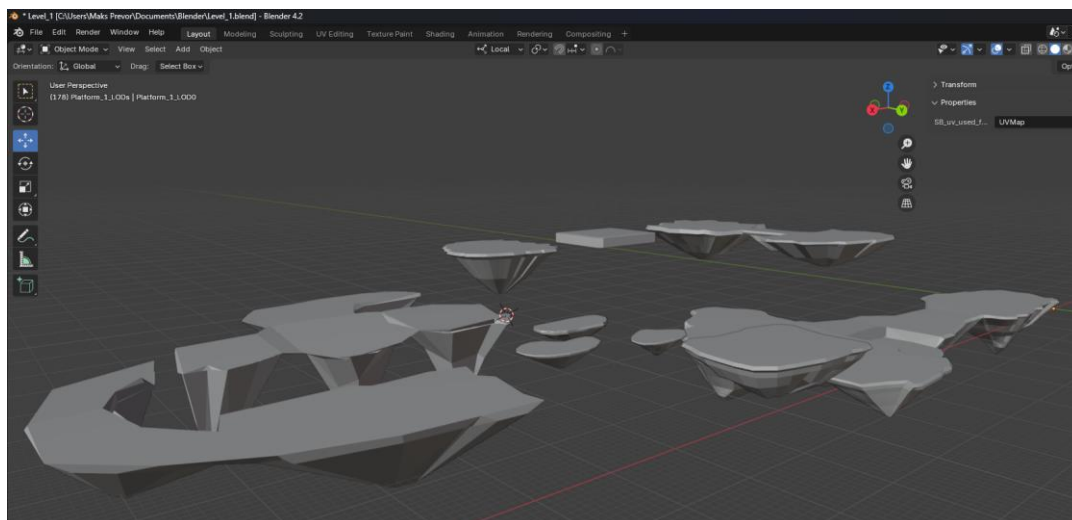 * Level_1 [C:\Users\Maks Prevor\Documents\Blender\Level_1.blend] - Blender 4.2
File Edit Render Window Help Layout Modeling Sculpting UV Editing Texture Paint Shading Animation Rendering Compositing +
Object Mode View Select Add Object Local
Orientation: Global Drag: Select Box Op
User Perspective
(178) Platform_1_LODs | Platform_1_LOD0
Z
X
Y
Transform
Properties
SB_uv_used_f... UVMap